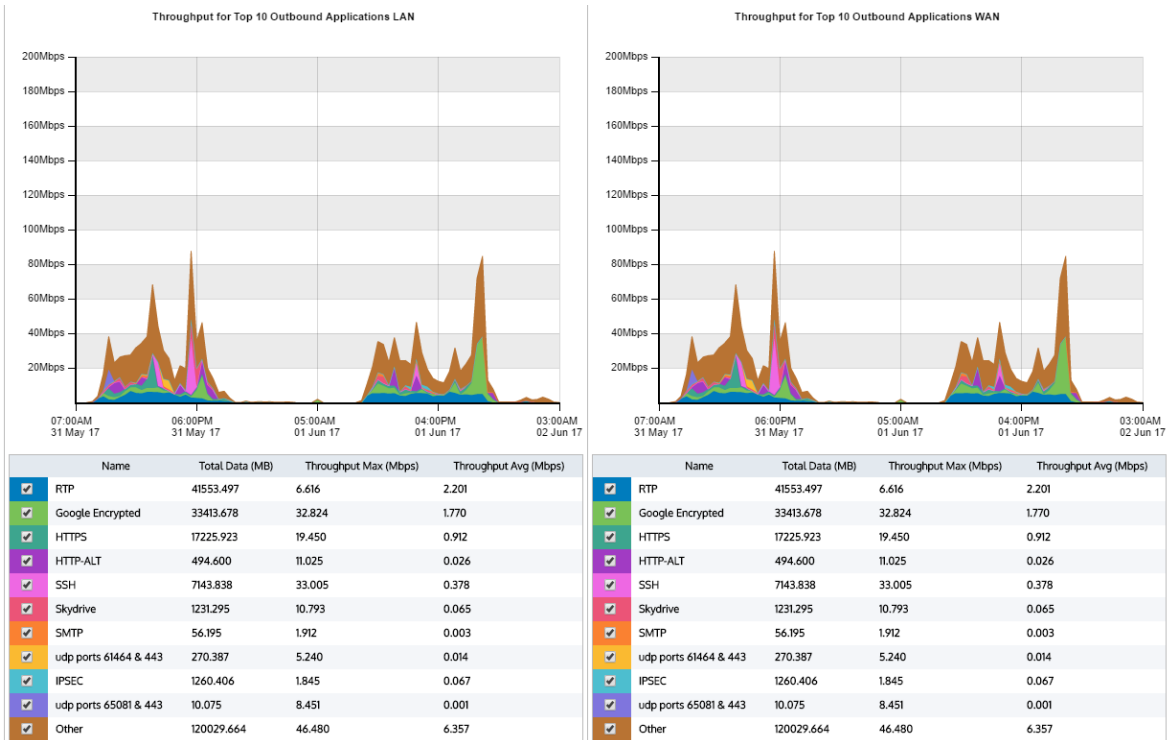 Throughput for Top 10 Outbound Applications LAN
200Mbps
180Mbps
160Mbps
140Mbps
120Mbps
100Mbps
80Mbps
60Mbps
40Mbps
20Mbps
07:00AM 06:00PM 05:00AM 04:00PM 03:00AM
31 May 17 31 May 17 01 Jun 17 01 Jun 17 02 Jun 17
Name Total Data (MB) Throughput Max (Mbps) Throughput Avg (Mbps)
RTP 41553.497 6.616 2.201
Google Encrypted 33413.678 32.824 1.770
HTTPS 17225.923 19.450 0.912
HTTP-ALT 494.600 11.025 0.026
SSH 7143.838 33.005 0.378
Skydrive 1231.295 10.793 0.065
SMTP 56.195 1.912 0.003
udp ports 61464 & 443 270.387 5.240 0.014
IPSEC 1260.406 1.845 0.067
udp ports 65081 & 443 10.075 8.451 0.001
Other 120029.664 46.480 6.357
Throughput for Top 10 Outbound Applications WAN
200Mbps
180Mbps
160Mbps
140Mbps
120Mbps
100Mbps
80Mbps
60Mbps
40Mbps
20Mbps
07:00AM 06:00PM 05:00AM 04:00PM 03:00AM
31 May 17 31 May 17 01 Jun 17 01 Jun 17 02 Jun 17
Name Total Data (MB) Throughput Max (Mbps) Throughput Avg (Mbps)
RTP 41553.497 6.616 2.201
Google Encrypted 33413.678 32.824 1.770
HTTPS 17225.923 19.450 0.912
HTTP-ALT 494.600 11.025 0.026
SSH 7143.838 33.005 0.378
Skydrive 1231.295 10.793 0.065
SMTP 56.195 1.912 0.003
udp ports 61464 & 443 270.387 5.240 0.014
IPSEC 1260.406 1.845 0.067
udp ports 65081 & 443 10.075 8.451 0.001
Other 120029.664 46.480 6.357